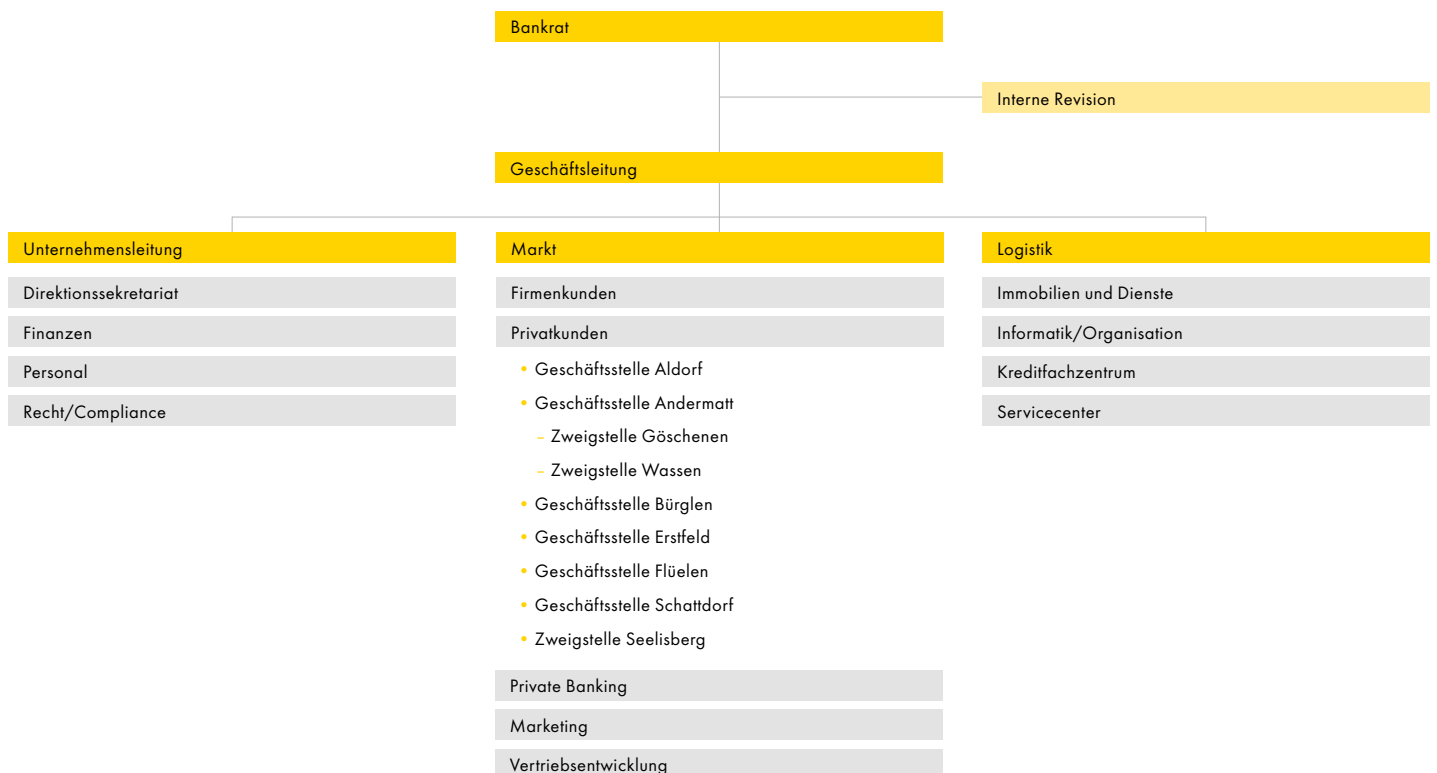 Bankrat
Interne Revision
Geschäftsleitung
Unternehmensleitung
Direktionssekretariat
Finanzen
Personal
Recht/Compliance
Markt
Firmenkunden
Privatkunden
• Geschäftsstelle Aldorf
• Geschäftsstelle Andermatt
– Zweigstelle Göschenen
– Zweigstelle Wassen
• Geschäftsstelle Bürglen
• Geschäftsstelle Erstfeld
• Geschäftsstelle Flüelen
• Geschäftsstelle Schattdorf
• Zweigstelle Seelisberg
Private Banking
Marketing
Vertriebsentwicklung
Logistik
Immobilien und Dienste
Informatik/Organisation
Kreditfachzentrum
Servicecenter